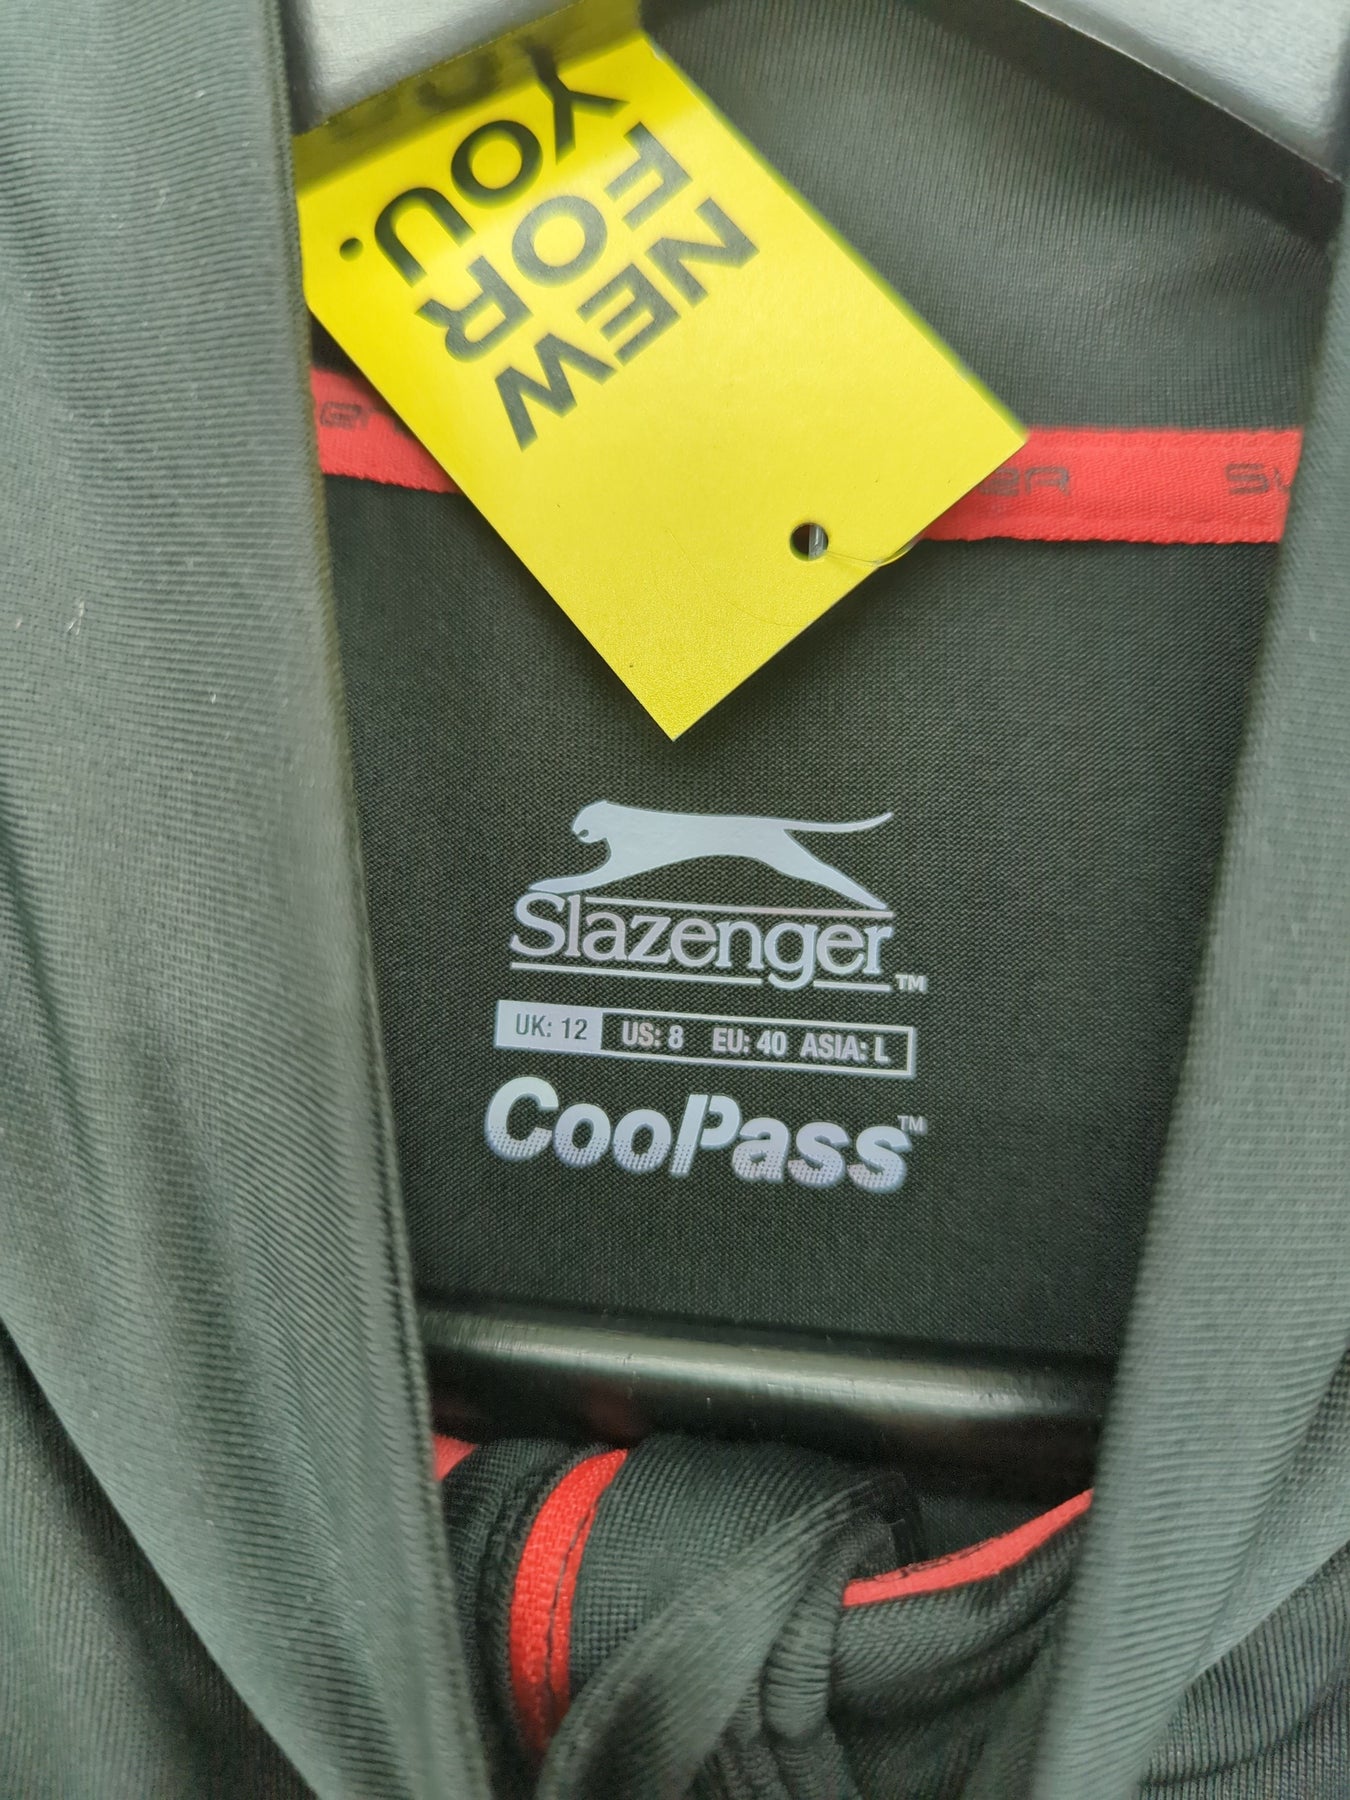 NEW
FOR
YOU.
Slazenger™
UK: 12 US: 8 EU: 40 ASIA: L
CooPass™